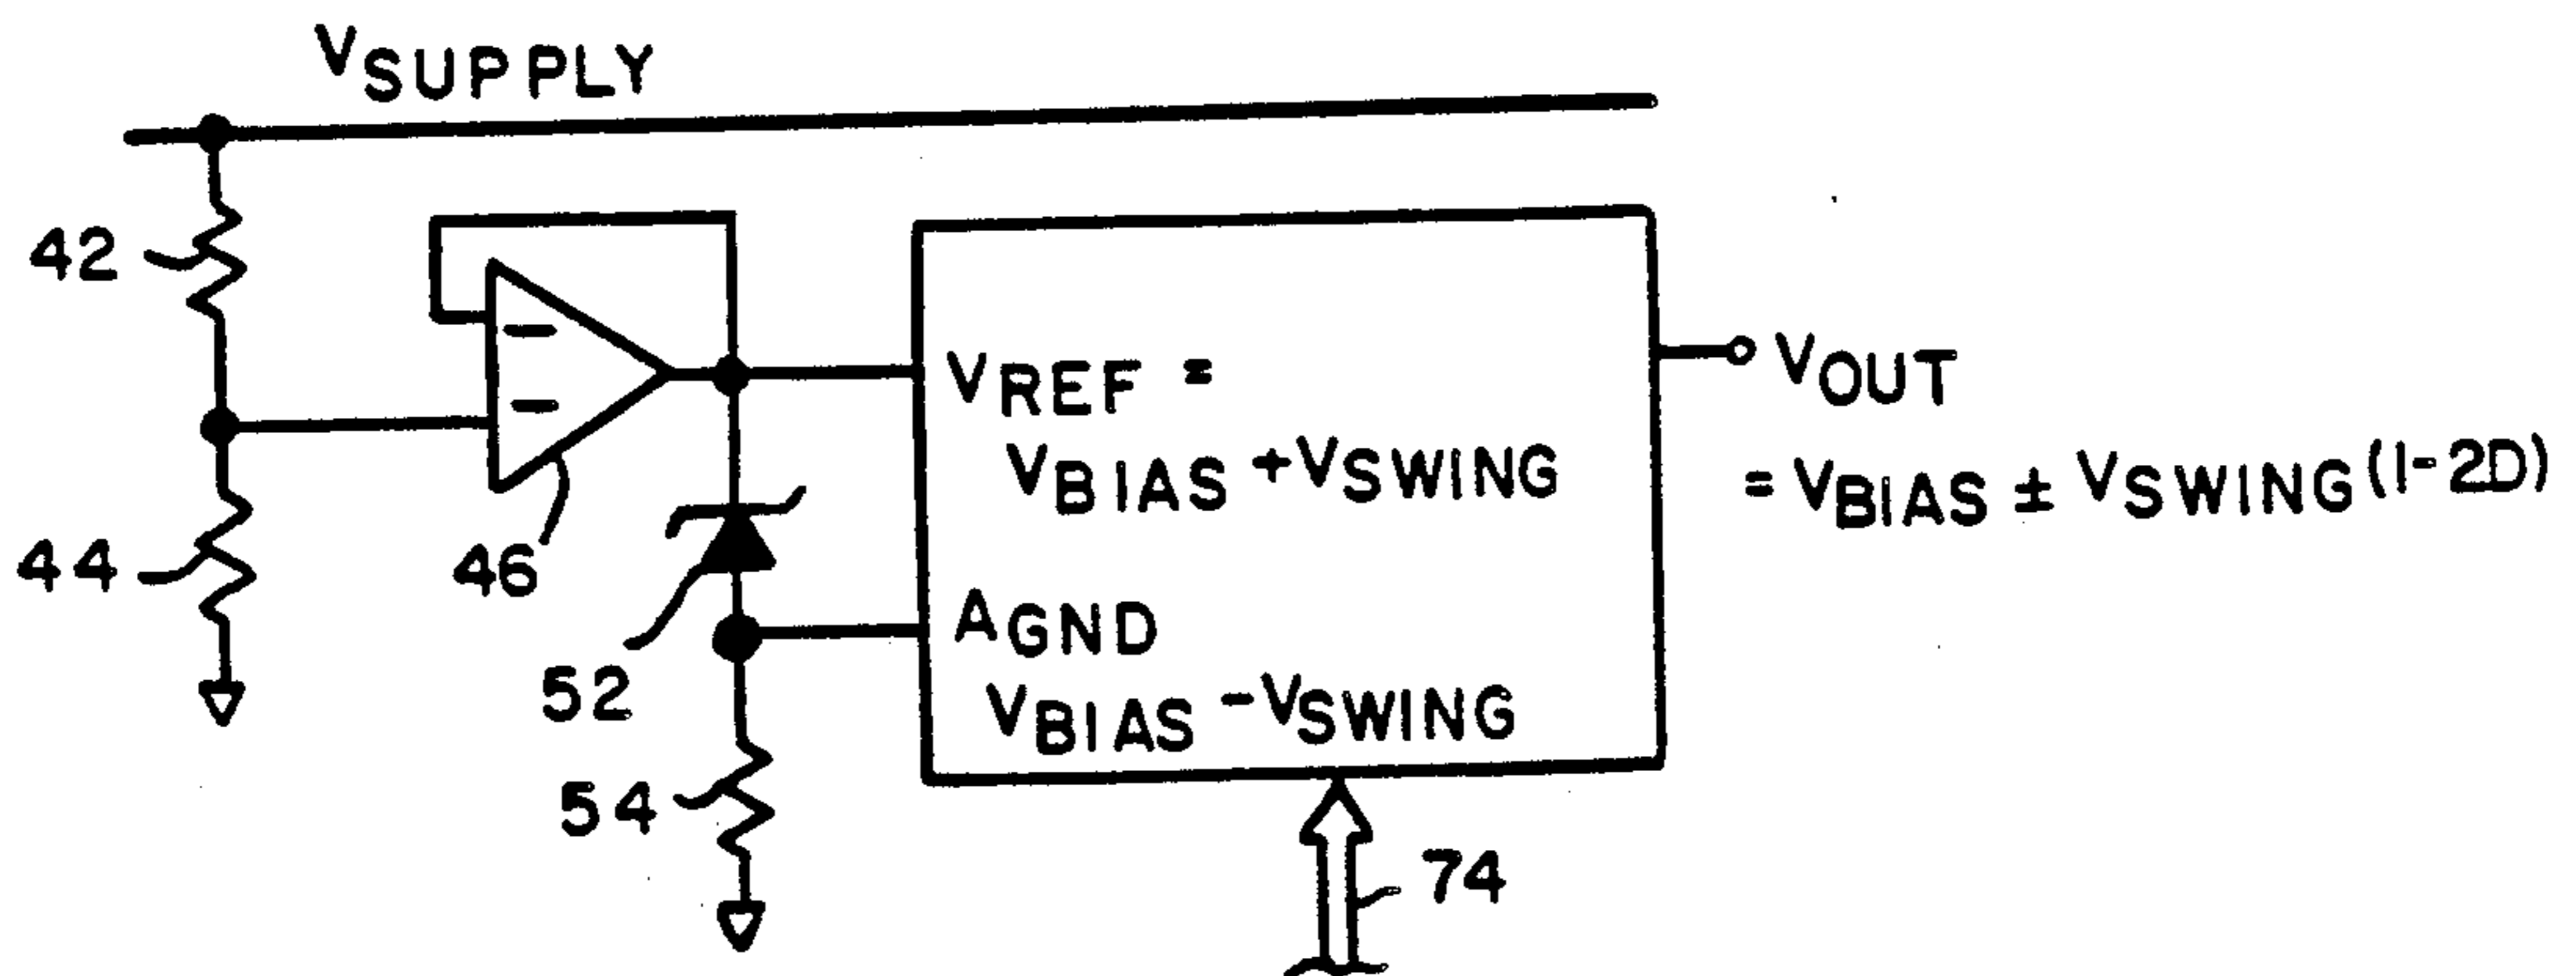 VSUPPLY
42
44
46
52
54
VREF =
VBIAS +VSWING
AGND
VBIAS -VSWING
VOUT
= VBIAS ± VSWING(1-2D)
74